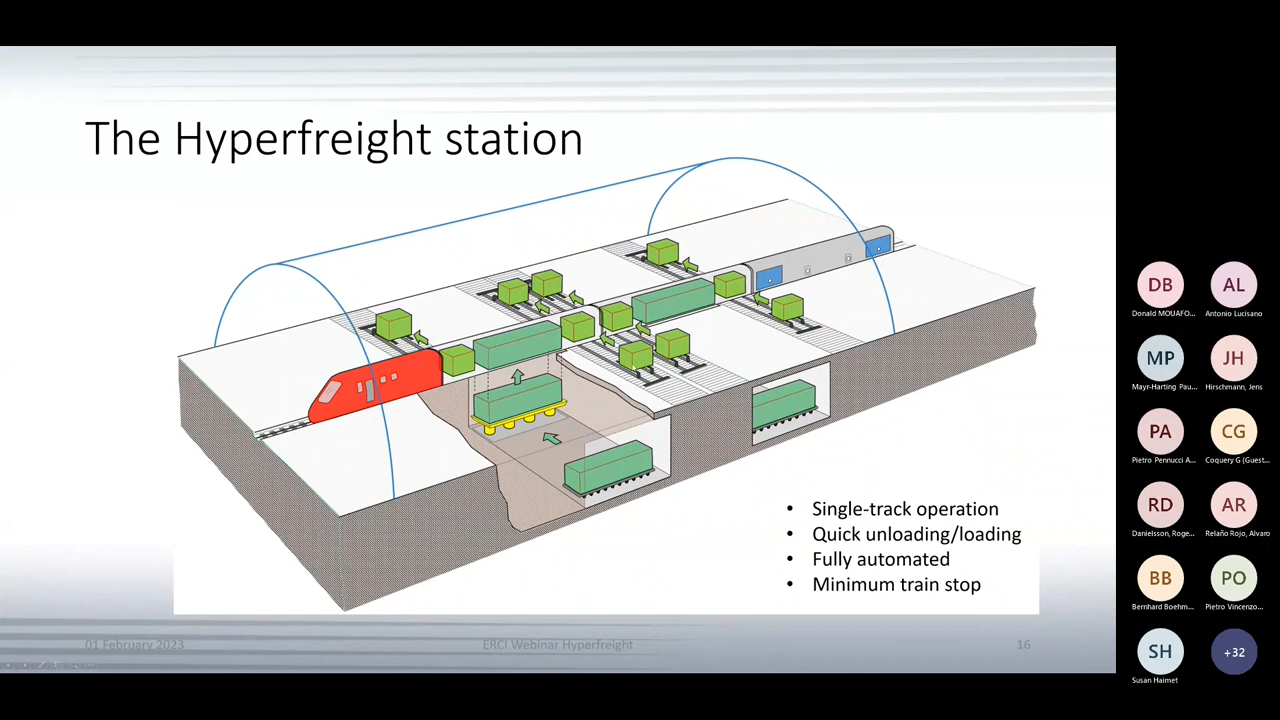 The Hyperfreight station
• Single-track operation
• Quick unloading/loading
• Fully automated
• Minimum train stop
01 February 2023
ERCI Webinar Hyperfreight
16
DB
AL
Donald MOUAFO...
Antonio Lucisano
MP
JH
Mayr-Harting Pau...
Hirschmann, Jens
PA
CG
Pietro Pennucci A...
Coquery G (Guest...
RD
AR
Danielsson, Roge...
Relaño Rojo, Alvaro
BB
PO
Bernhard Boehm...
Pietro Vincenzo...
SH
+32
Susan Haimet